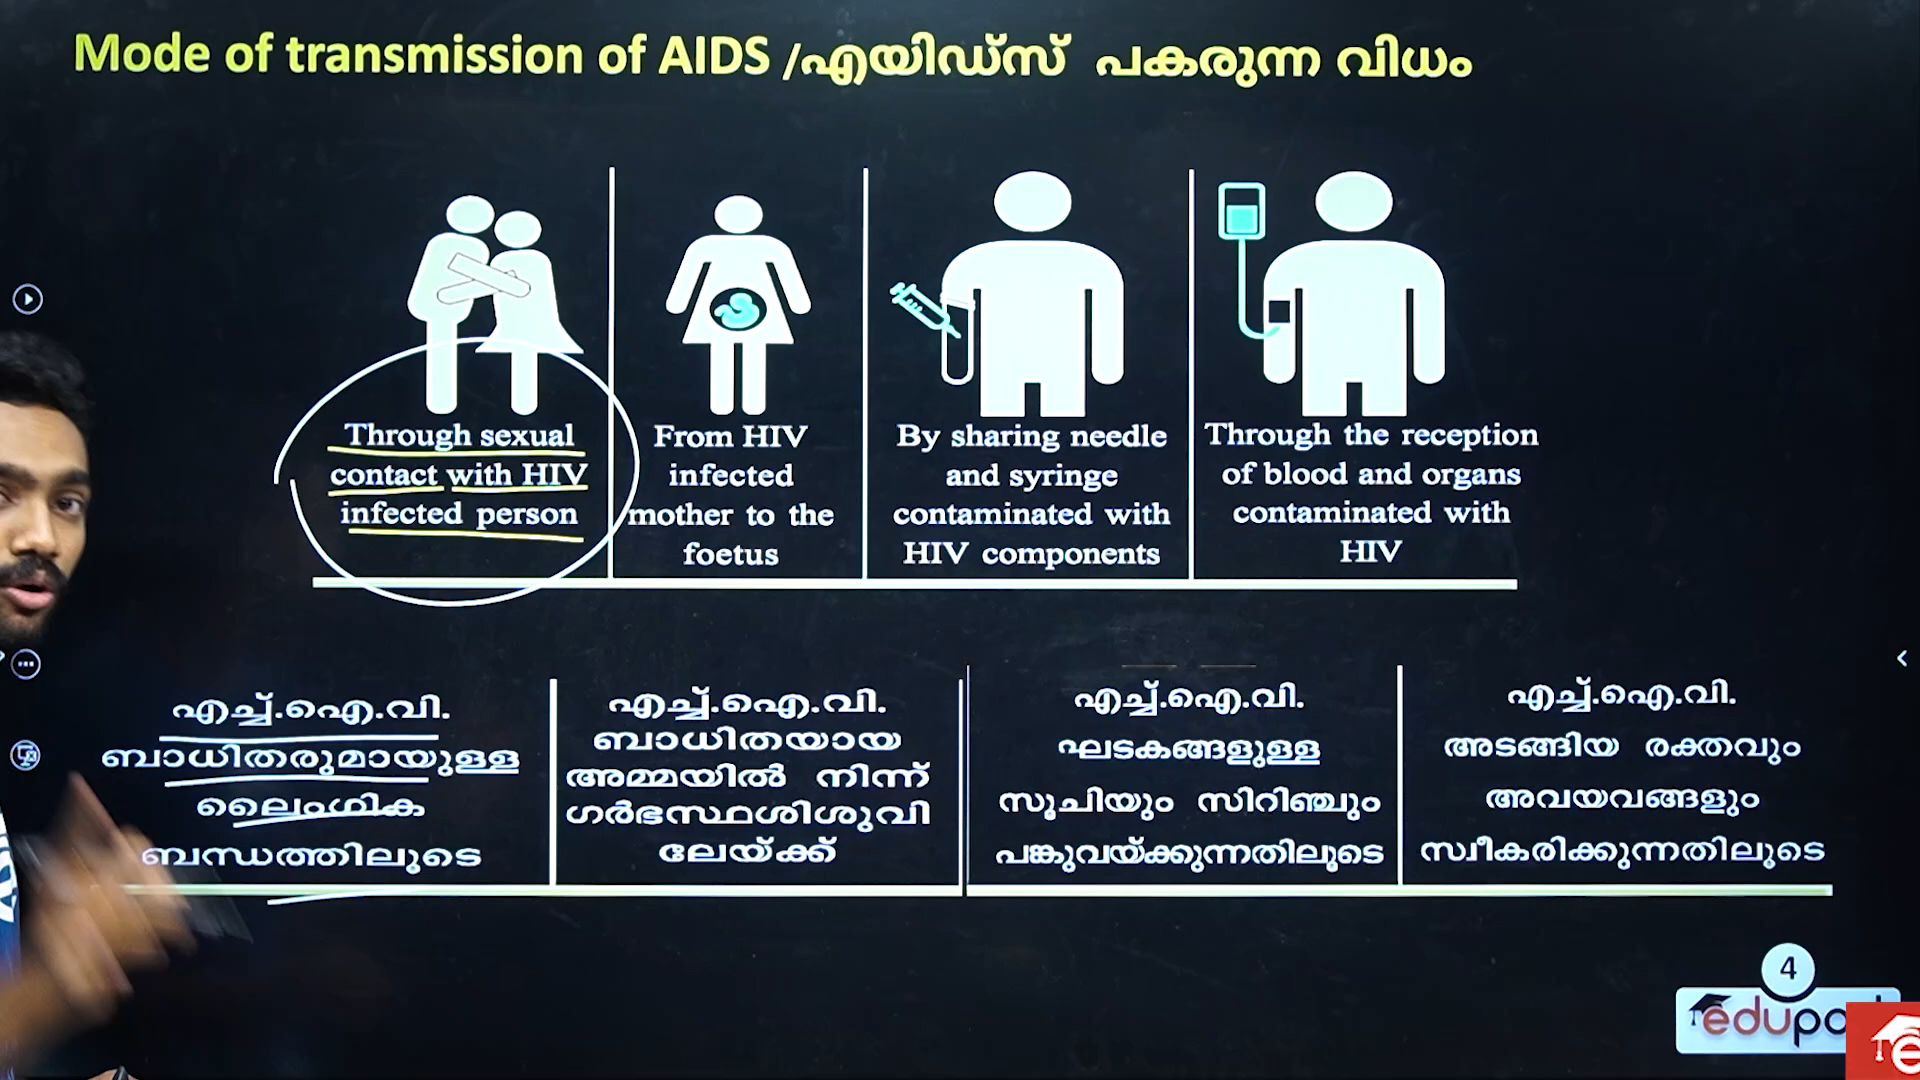 Mode of transmission of AIDS /എയിഡ്സ് പകരുന്ന വിധം
Through sexual
contact with HIV
infected person
From HIV
infected
mother to the
foetus
By sharing needle
and syringe
contaminated with
HIV components
Through the reception
of blood and organs
contaminated with
HIV
എച്ച്.ഐ.വി.
ബാധിതരുമായുള്ള
ലൈംഗിക
ബന്ധത്തിലൂടെ
എച്ച്.ഐ.വി.
ബാധിതയായ
അമ്മയിൽ നിന്ന്
ഗർഭസ്ഥശിശുവി
ലേയ്ക്ക്
എച്ച്.ഐ.വി.
ഘടകങ്ങളുള്ള
സൂചിയും സിറിഞ്ചും
പങ്കുവയ്ക്കുന്നതിലൂടെ
എച്ച്.ഐ.വി.
അടങ്ങിയ രക്തവും
അവയവങ്ങളും
സ്വീകരിക്കുന്നതിലൂടെ
4